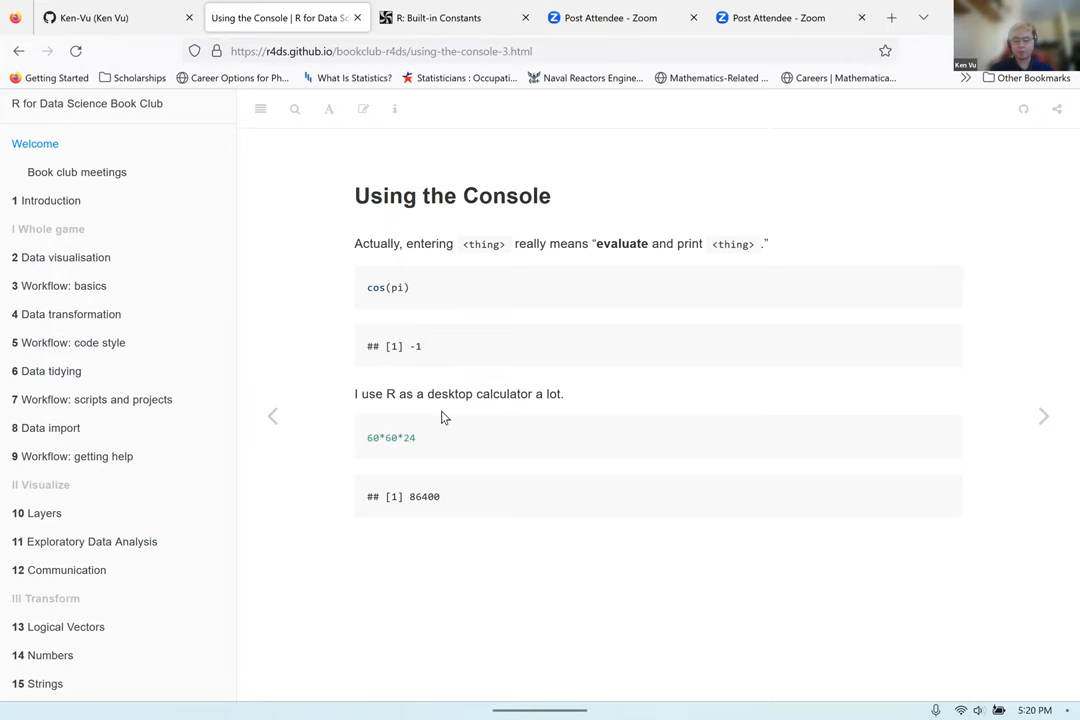 Ken-Vu (Ken Vu)
Using the Console | R for Data Sc
R: Built-in Constants
Post Attendee - Zoom
Post Attendee - Zoom
https://r4ds.github.io/bookclub-r4ds/using-the-console-3.html
Ken Vu
Getting Started
Scholarships
Career Options for Ph...
What Is Statistics?
Statisticians : Occupati...
Naval Reactors Engine...
Mathematics-Related ...
Careers | Mathematica...
Other Bookmarks
R for Data Science Book Club
Welcome
Book club meetings
1 Introduction
I Whole game
2 Data visualisation
3 Workflow: basics
4 Data transformation
5 Workflow: code style
6 Data tidying
7 Workflow: scripts and projects
8 Data import
9 Workflow: getting help
II Visualize
10 Layers
11 Exploratory Data Analysis
12 Communication
III Transform
13 Logical Vectors
14 Numbers
15 Strings
Using the Console
Actually, entering <thing> really means “evaluate and print <thing> .”
cos(pi)
## [1] -1
I use R as a desktop calculator a lot.
60*60*24
## [1] 86400
5:20 PM